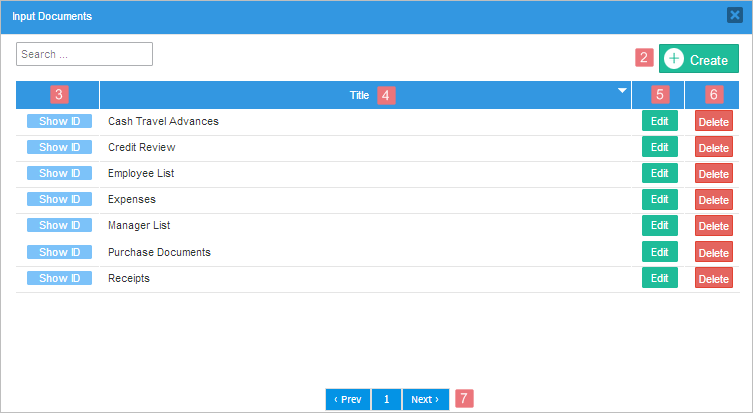 Input Documents
Search ...
2 Create
3 Title 4 5 6
Show ID Cash Travel Advances Edit Delete
Show ID Credit Review Edit Delete
Show ID Employee List Edit Delete
Show ID Expenses Edit Delete
Show ID Manager List Edit Delete
Show ID Purchase Documents Edit Delete
Show ID Receipts Edit Delete
‹ Prev 1 Next › 7